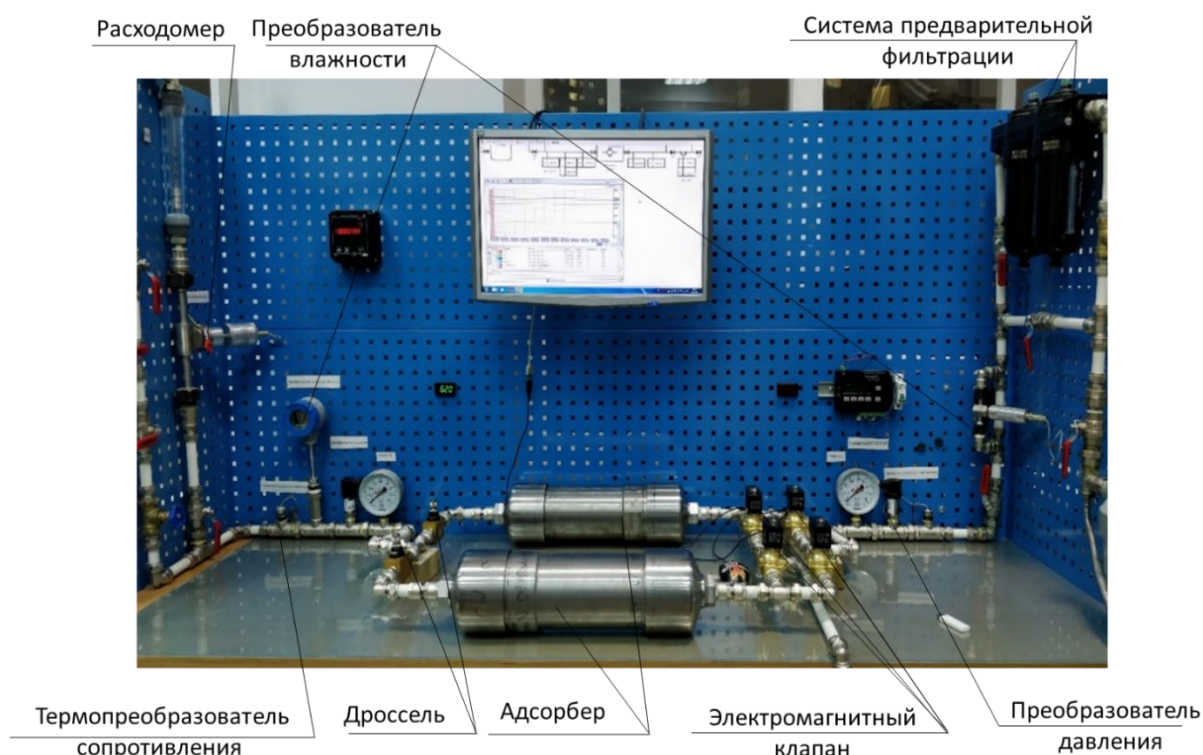 Расходомер
Преобразователь
влажности
Система предварительной
фильтрации
Термопреобразователь
сопротивления
Дроссель
Адсорбер
Электромагнитный
клапан
Преобразователь
давления